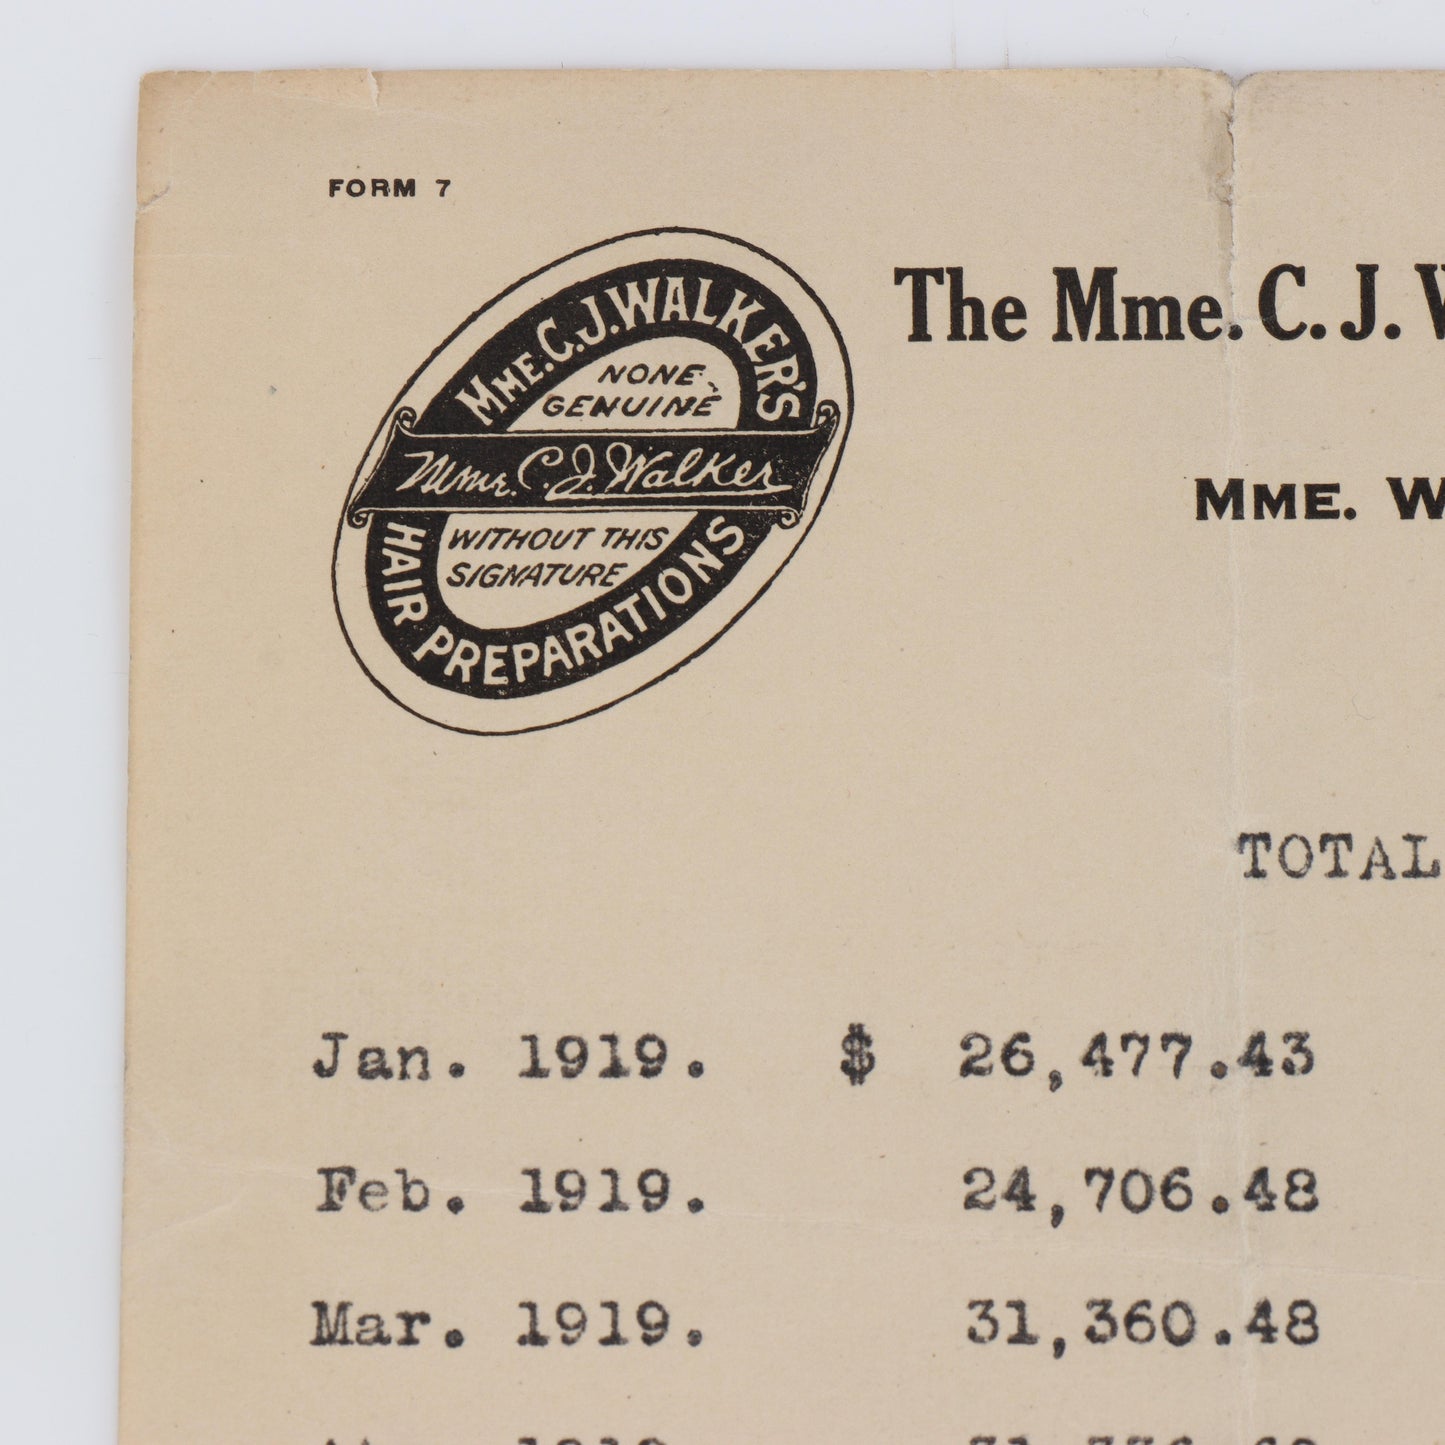 FORM 7
Mme. C. J. WALKER'S
NONE
GENUINE
Mme. C. J. Walker
WITHOUT THIS
SIGNATURE
HAIR PREPARATIONS
The Mme. C. J.
MME.
TOTAL
Jan. 1919. $ 26,477.43
Feb. 1919. 24,706.48
Mar. 1919. 31,360.48